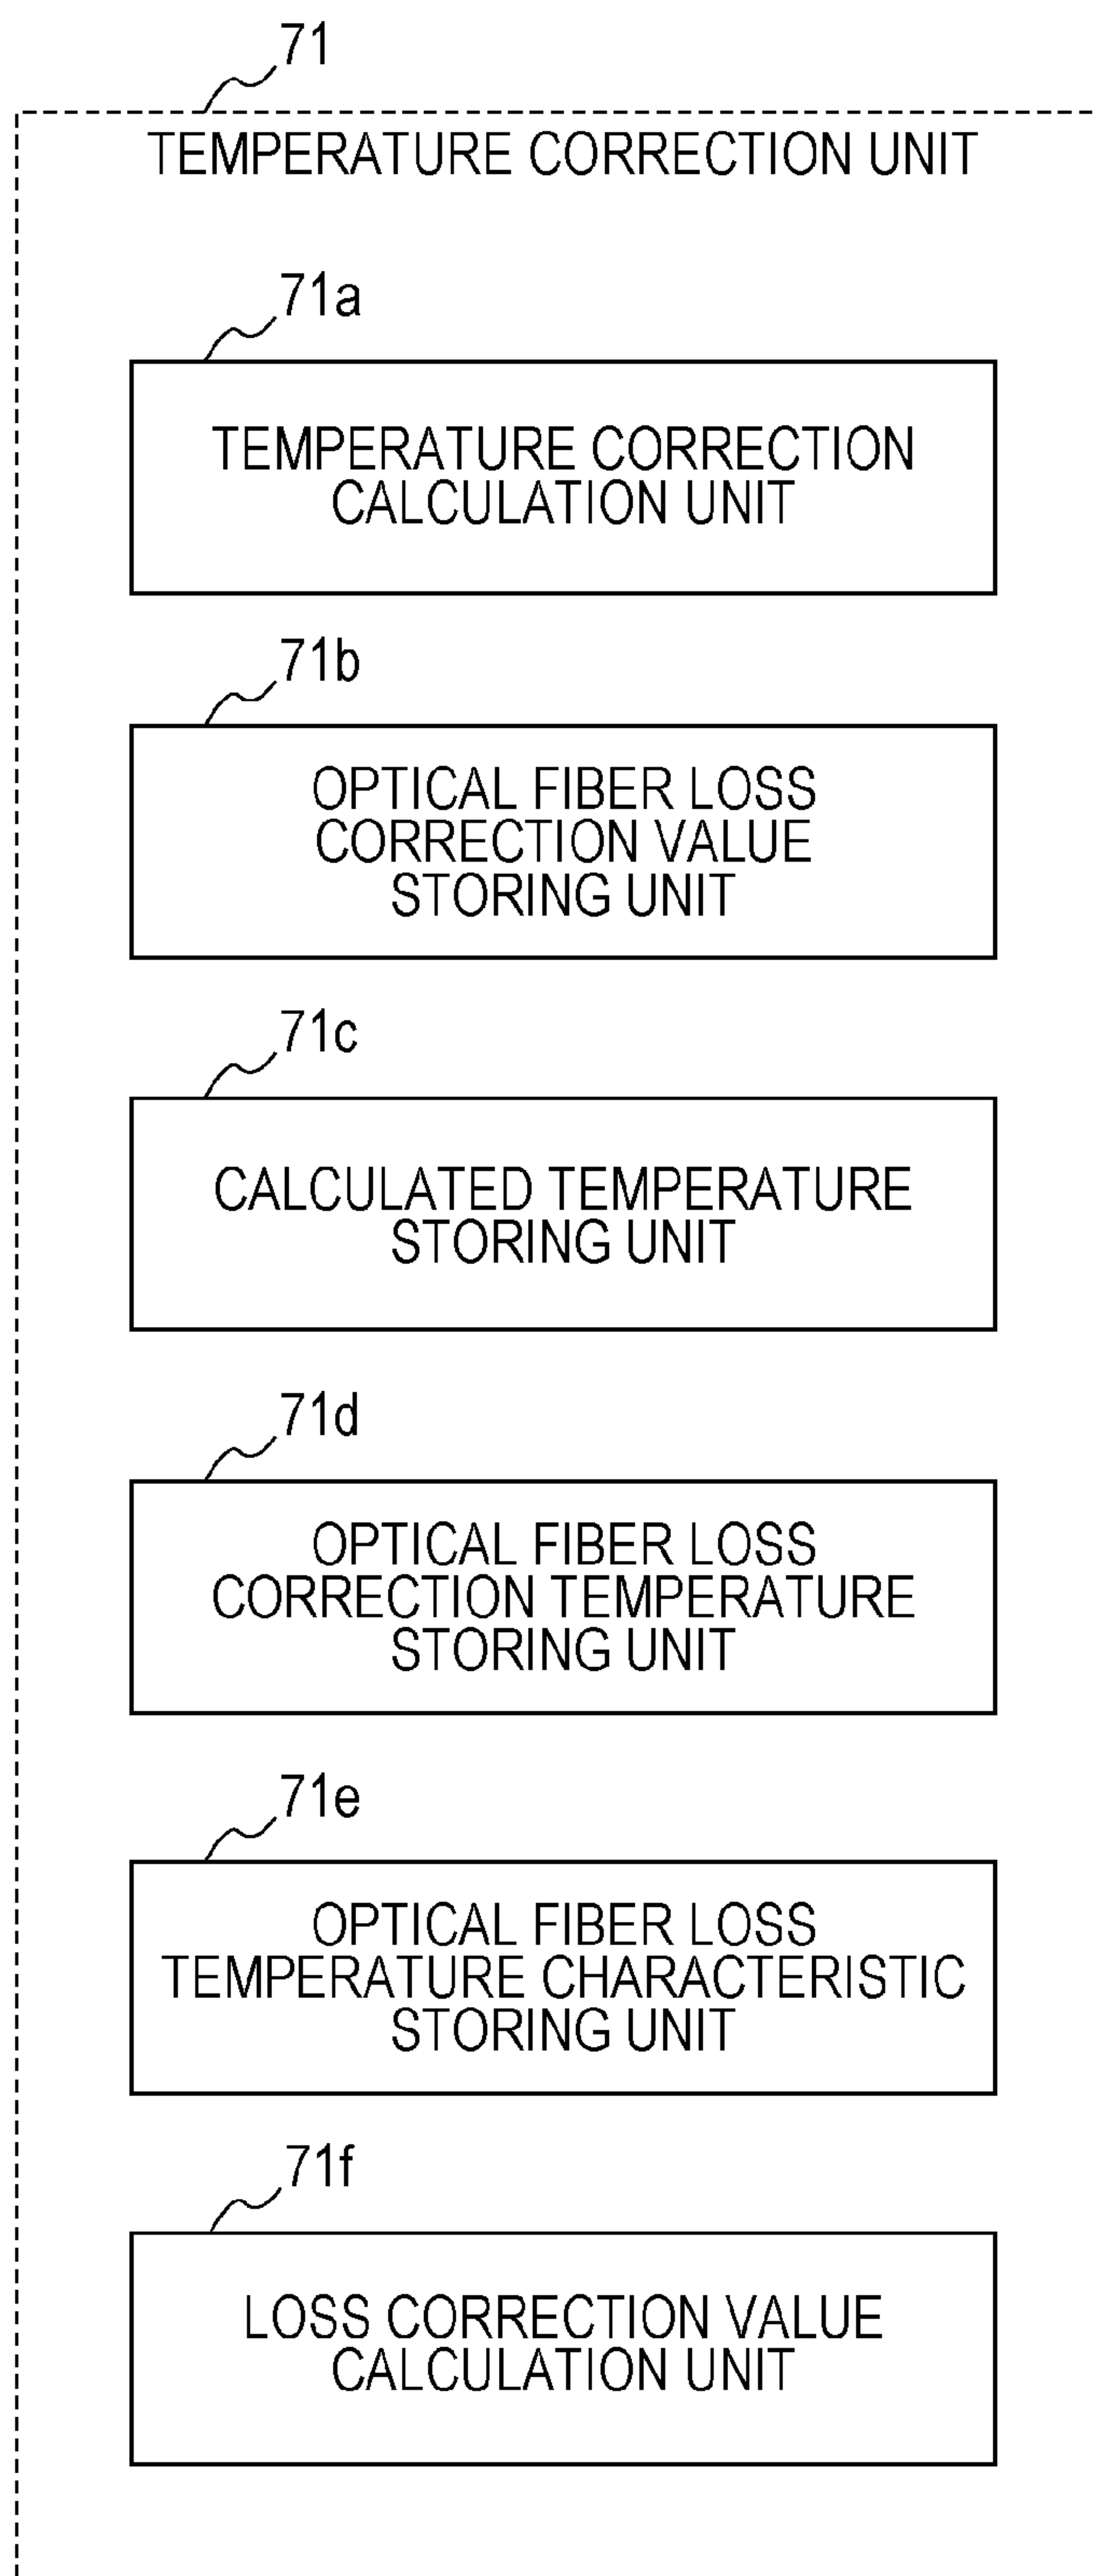 71
TEMPERATURE CORRECTION UNIT
71a
TEMPERATURE CORRECTION
CALCULATION UNIT
71b
OPTICAL FIBER LOSS
CORRECTION VALUE
STORING UNIT
71c
CALCULATED TEMPERATURE
STORING UNIT
71d
OPTICAL FIBER LOSS
CORRECTION TEMPERATURE
STORING UNIT
71e
OPTICAL FIBER LOSS
TEMPERATURE CHARACTERISTIC
STORING UNIT
71f
LOSS CORRECTION VALUE
CALCULATION UNIT